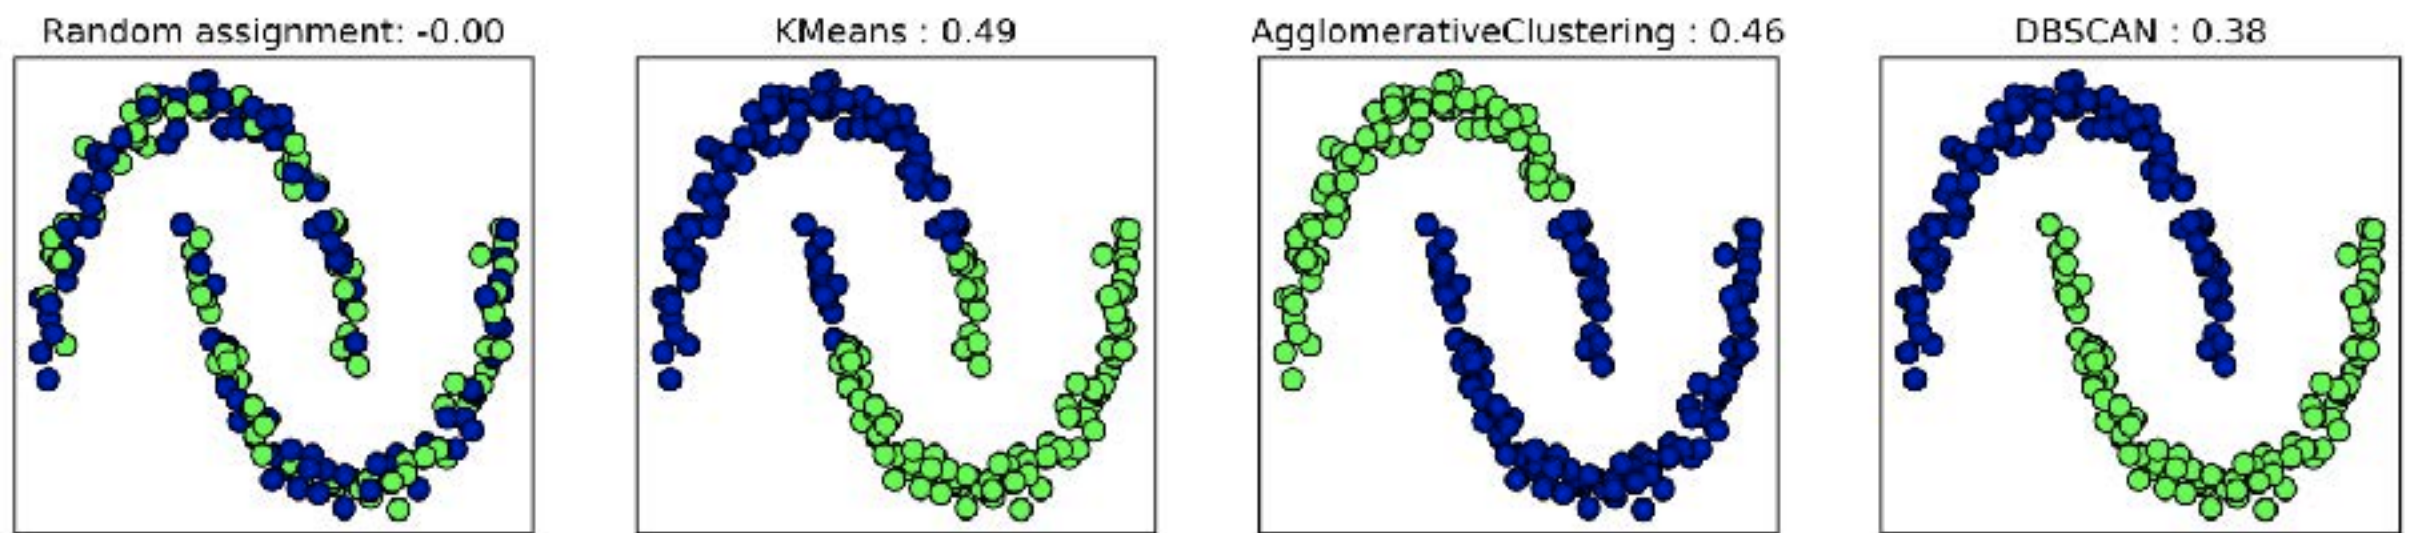 Random assignment: -0.00
KMeans : 0.49
AgglomerativeClustering : 0.46
DBSCAN : 0.38